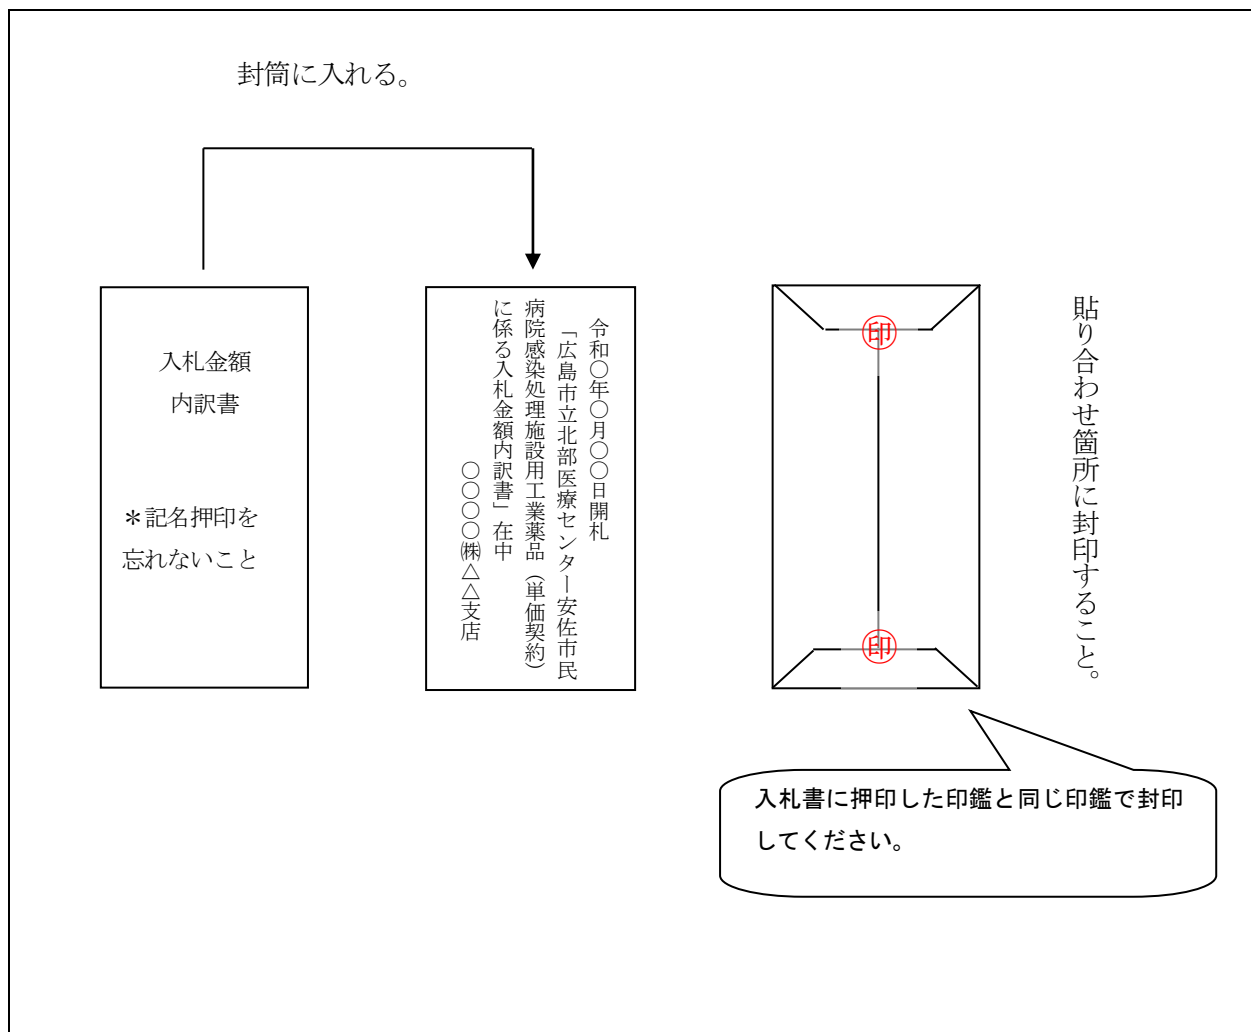 封筒に入れる。
入札金額
内訳書
＊記名押印を
忘れないこと
令和〇年〇月〇〇日開札
「広島市立北部医療センター安佐市民
病院感染処理施設用工業薬品（単価契約）
に係る入札金額内訳書」在中
〇〇〇〇㈱△△支店
印
印
貼り合わせ箇所に封印すること。
入札書に押印した印鑑と同じ印鑑で封印
してください。